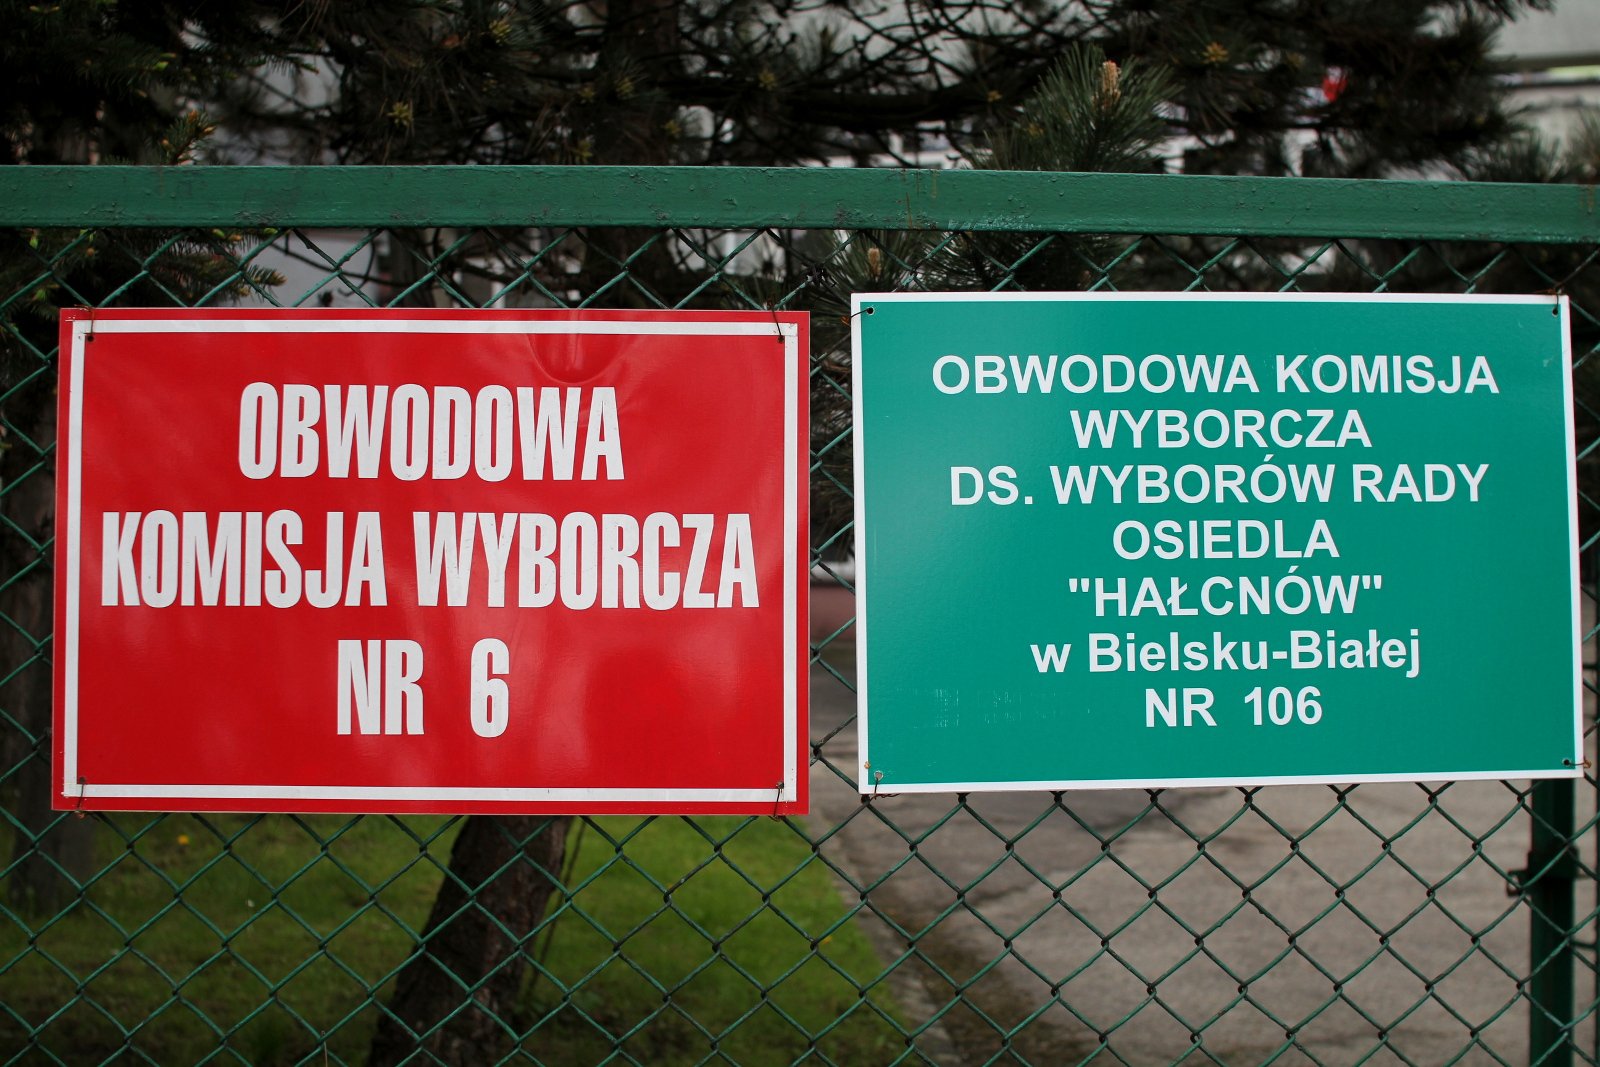 OBWODOWA
KOMISJA WYBORCZA
NR 6
OBWODOWA KOMISJA
WYBORCZA
DS. WYBORÓW RADY
OSIEDLA
"HAŁCNÓW"
w Bielsku-Białej
NR 106